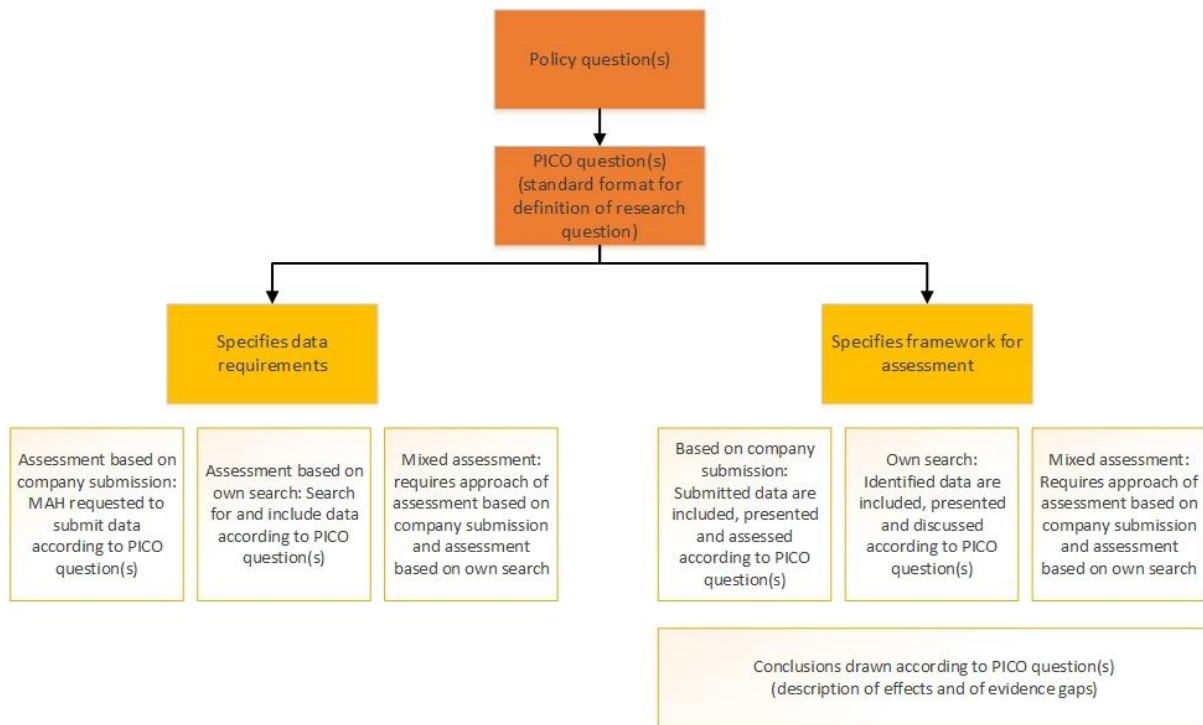 Policy question(s)
PICO question(s)
(standard format for
definition of research
question)
Specifies data
requirements
Specifies framework for
assessment
Assessment based on
company submission:
MAH requested to
submit data
according to PICO
question(s)
Assessment based on
own search: Search
for and include data
according to PICO
question(s)
Mixed assessment:
requires approach of
assessment based on
company submission
and assessment
based on own search
Based on company
submission:
Submitted data are
included, presented
and assessed
according to PICO
question(s)
Own search:
Identified data are
included, presented
and discussed
according to PICO
question(s)
Mixed assessment:
Requires approach of
assessment based on
company submission
and assessment
based on own search
Conclusions drawn according to PICO question(s)
(description of effects and of evidence gaps)